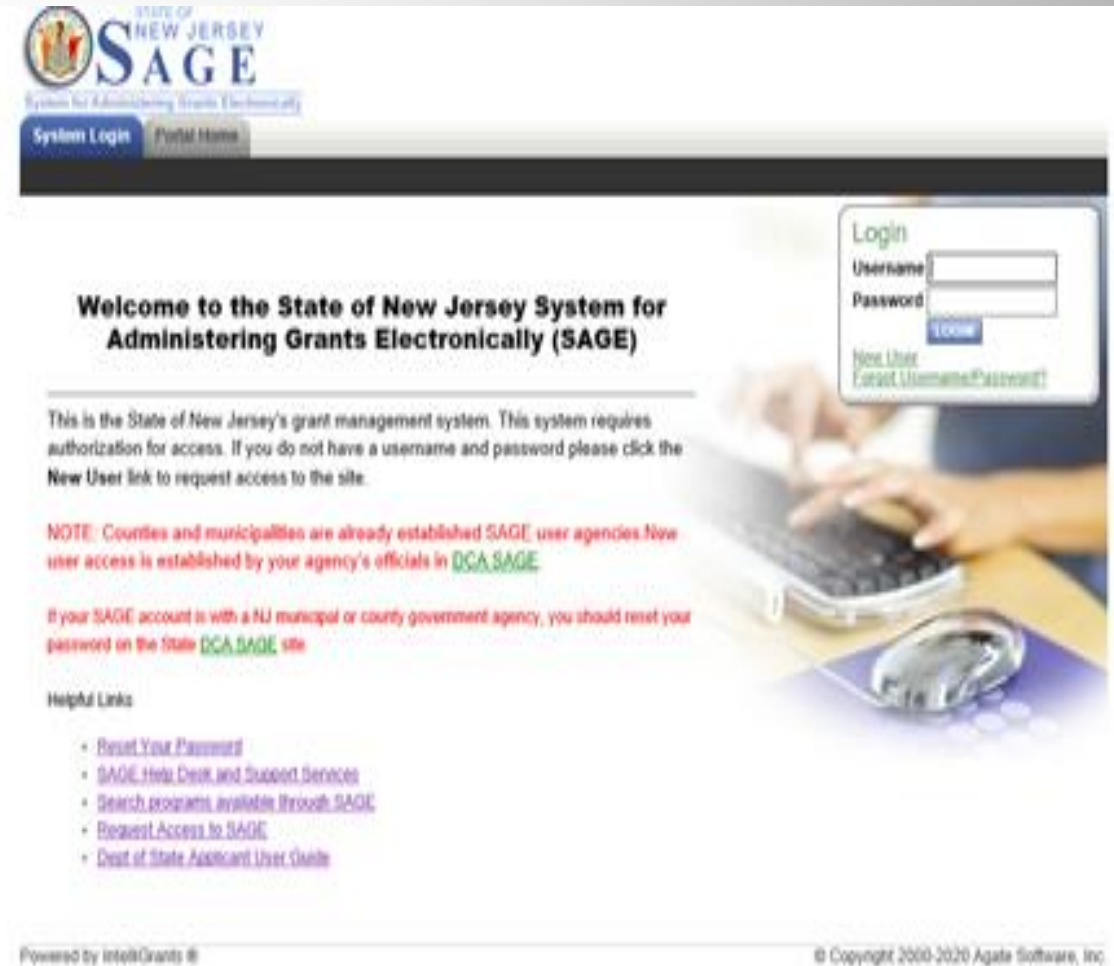 STATE OF
NEW JERSEY
SAGE
System for Administering Grants Electronically
System Login Portal Home
Login
Username
Password
LOGIN
New User
Forgot Username/Password?
Welcome to the State of New Jersey System for
Administering Grants Electronically (SAGE)
This is the State of New Jersey's grant management system. This system requires
authorization for access. If you do not have a username and password please click the
New User link to request access to the site.
NOTE: Counties and municipalities are already established SAGE user agencies.New
user access is established by your agency's officials in DCA SAGE
If your SAGE account is with a NJ municipal or county government agency, you should reset your
password on the State DCA SAGE site
Helpful Links
• Reset Your Password
• SAGE Help Desk and Support Services
• Search programs available through SAGE
• Request Access to SAGE
• Dept of State Applicant User Guide
Powered by IntelliGrants ® © Copyright 2000-2020 Agate Software, Inc.